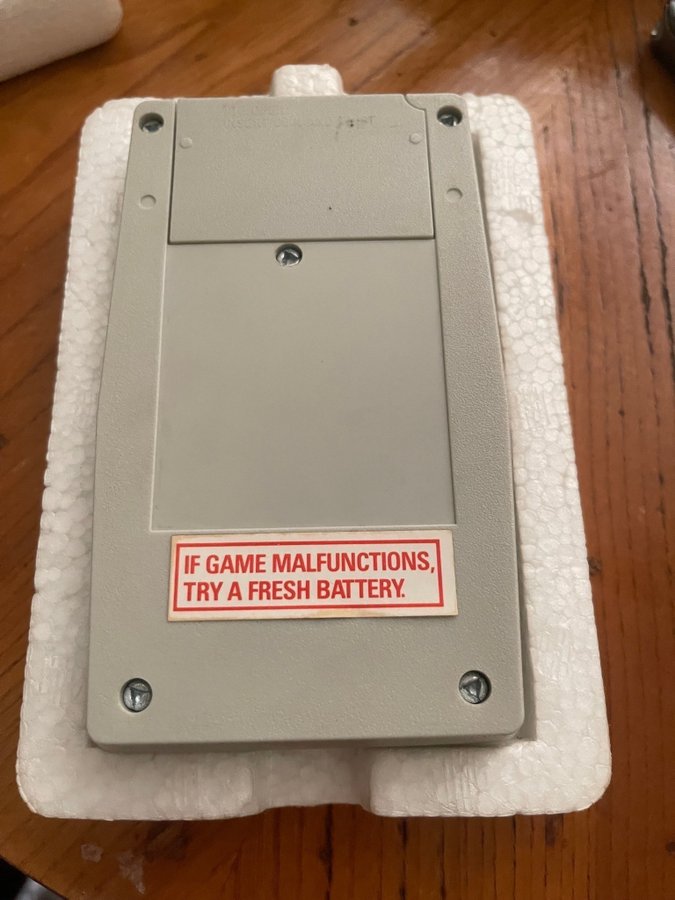 IF GAME MALFUNCTIONS,
TRY A FRESH BATTERY.